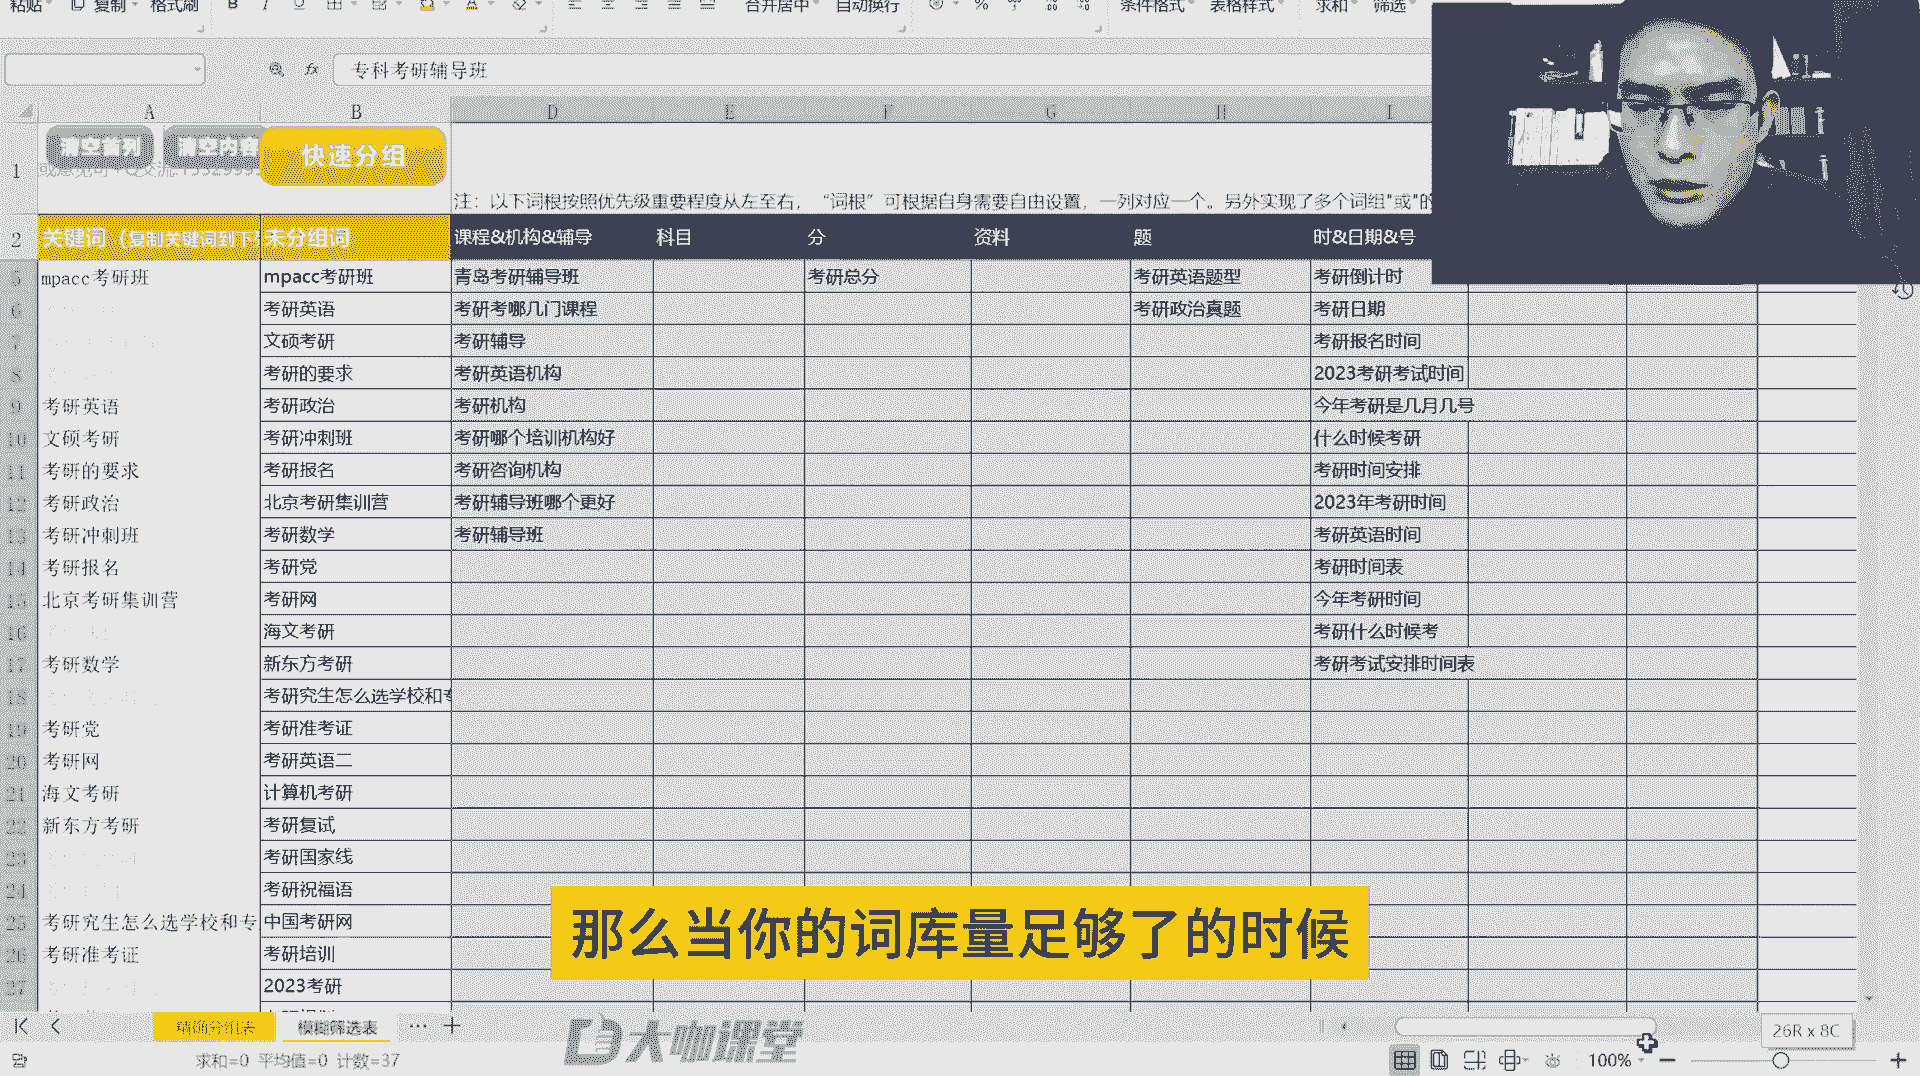 粘贴 复制 格式刷 B I U A 合并居中 自动换行 % 条件格式 表格样式 求和 筛选
fx 专科考研辅导班
A B D E F G H I
清空首列 清空内容 快速分组
1
注：以下词根按照优先级重要程度从左至右，“词根”可根据自身需要自由设置，一列对应一个。另外实现了多个词组"或"的
2 关键词（复制关键词到下 未分组词 课程&机构&辅导 科目 分 资料 题 时&日期&号
5 mpacc考研班 mpacc考研班 青岛考研辅导班 考研总分 考研英语题型 考研倒计时
6 考研英语 考研考哪几门课程 考研政治真题 考研日期
7 文硕考研 考研辅导 考研报名时间
8 考研的要求 考研英语机构 2023考研考试时间
9 考研英语 考研政治 考研机构 今年考研是几月几号
10 文硕考研 考研冲刺班 考研哪个培训机构好 什么时候考研
11 考研的要求 考研报名 考研咨询机构 考研时间安排
12 考研政治 北京考研集训营 考研辅导班哪个更好 2023年考研时间
13 考研冲刺班 考研数学 考研辅导班 考研英语时间
14 考研报名 考研党 考研时间表
15 北京考研集训营 考研网 今年考研时间
16 海文考研 考研什么时候考
17 考研数学 新东方考研 考研考试安排时间表
18 考研究生怎么选学校和专
19 考研党 考研准考证
20 考研网 考研英语二
21 海文考研 计算机考研
22 新东方考研 考研复试
23 考研国家线
24 考研祝福语
25 考研究生怎么选学校和专 中国考研网
26 考研准考证 考研培训
27 2023考研
那么当你的词库量足够了的时候
精确分组表 模糊筛选表 ··· +
大咖课堂
26R x 8C
求和=0 平均值=0 计数=37
100%